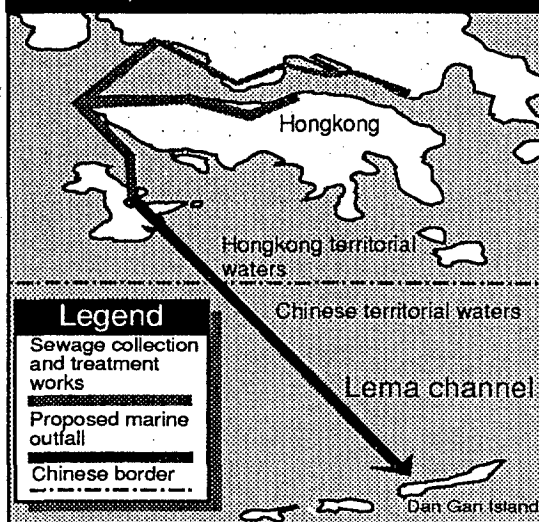 Hongkong
Hongkong territorial
waters
Chinese territorial waters
Lema channel
Dan Gan Island
Legend
Sewage collection
and treatment
works
Proposed marine
outfall
Chinese border